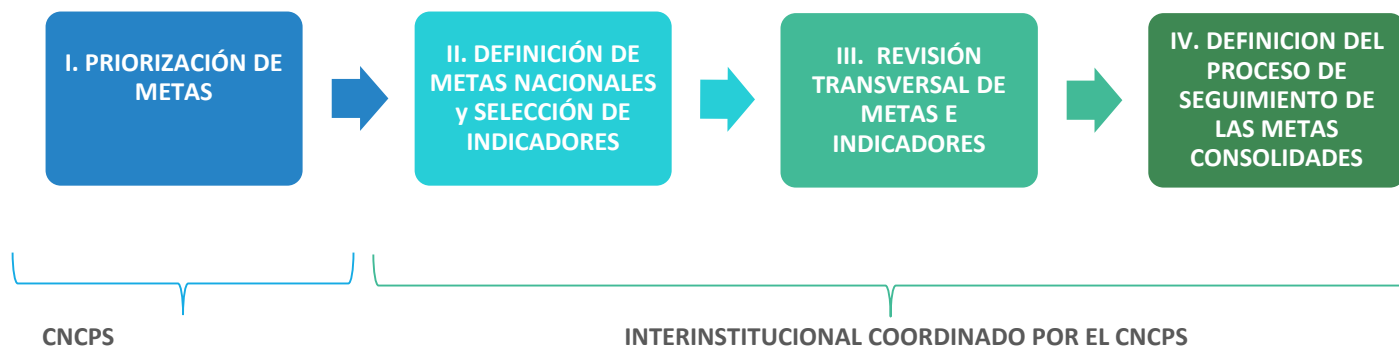 I. PRIORIZACIÓN DE
METAS
II. DEFINICIÓN DE
METAS NACIONALES
y SELECCIÓN DE
INDICADORES
III. REVISIÓN
TRANSVERSAL DE
METAS E
INDICADORES
IV. DEFINICION DEL
PROCESO DE
SEGUIMIENTO DE
LAS METAS
CONSOLIDADES
CNCPS
INTERINSTITUCIONAL COORDINADO POR EL CNCPS